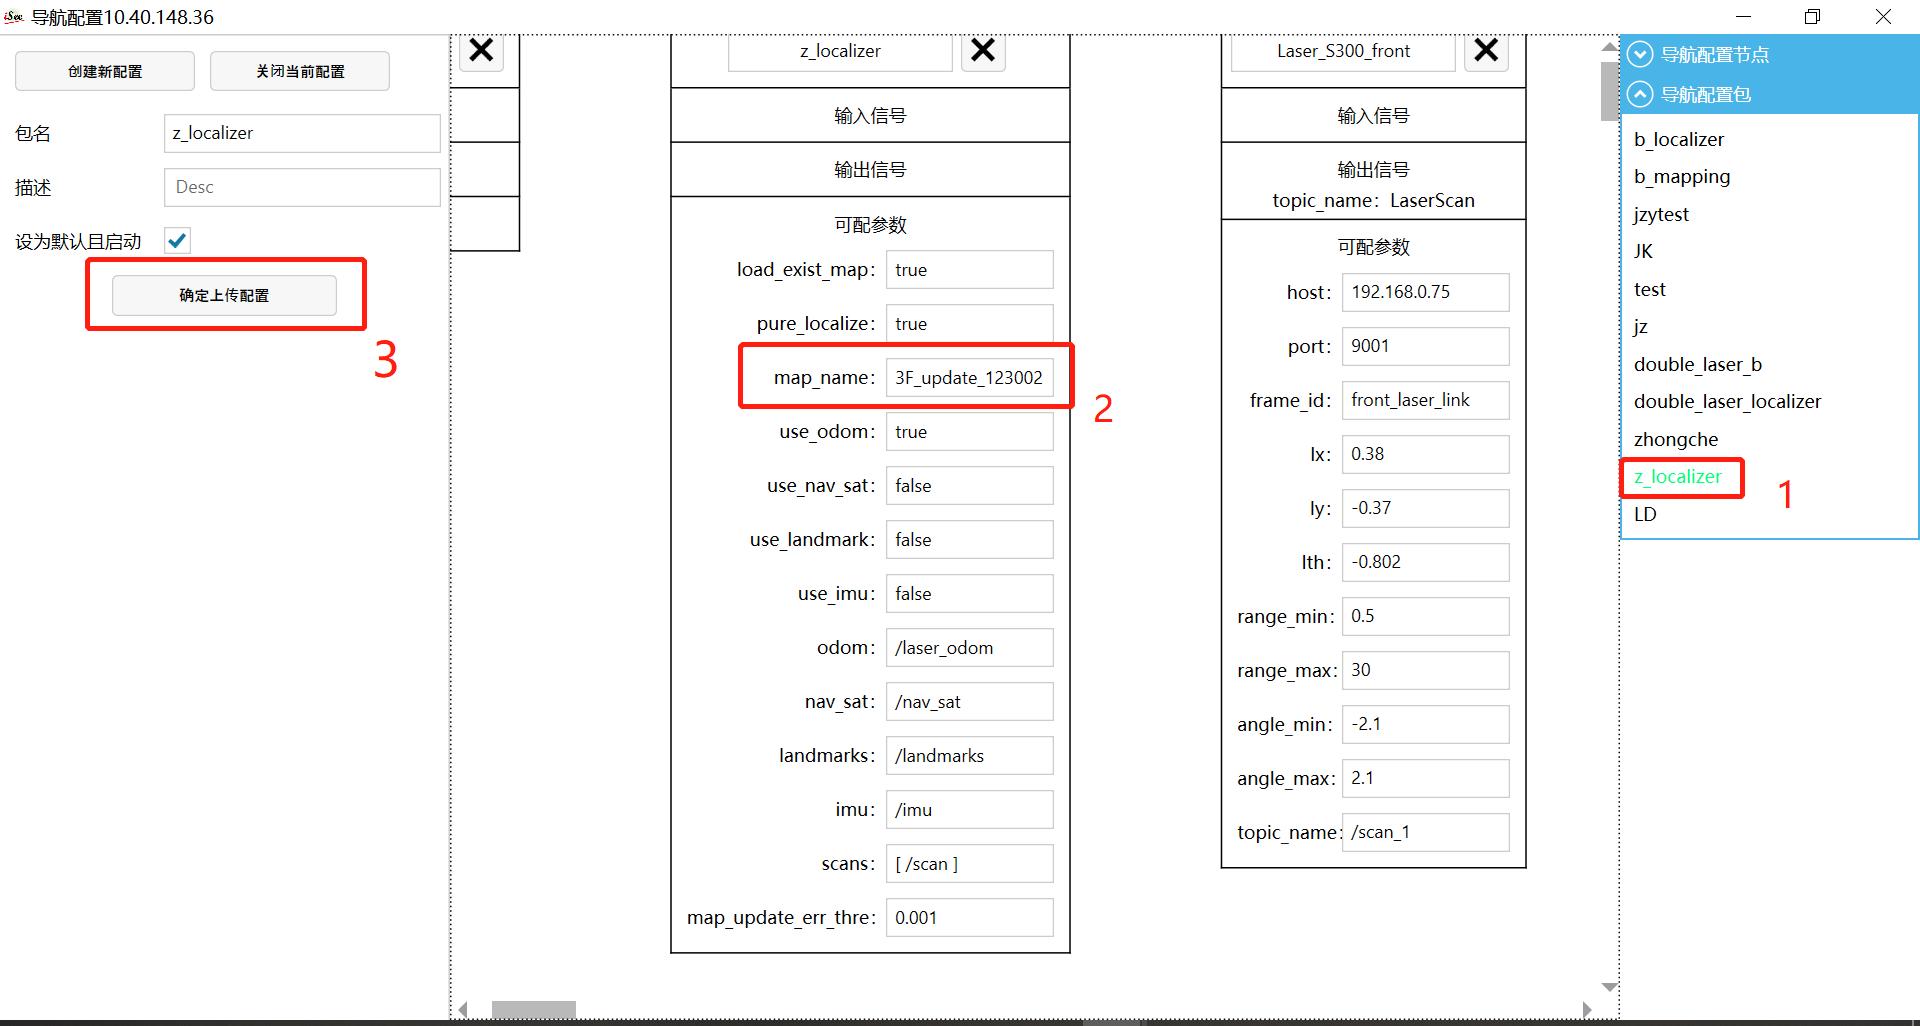 iSec 导航配置10.40.148.36
创建新配置
关闭当前配置
包名
z_localizer
描述
Desc
设为默认且启动
确定上传配置
3
z_localizer
输入信号
输出信号
可配参数
load_exist_map: true
pure_localize: true
map_name: 3F_update_123002
2
use_odom: true
use_nav_sat: false
use_landmark: false
use_imu: false
odom: /laser_odom
nav_sat: /nav_sat
landmarks: /landmarks
imu: /imu
scans: [ /scan ]
map_update_err_thre: 0.001
Laser_S300_front
输入信号
输出信号
topic_name: LaserScan
可配参数
host: 192.168.0.75
port: 9001
frame_id: front_laser_link
lx: 0.38
ly: -0.37
lth: -0.802
range_min: 0.5
range_max: 30
angle_min: -2.1
angle_max: 2.1
topic_name: /scan_1
导航配置节点
导航配置包
b_localizer
b_mapping
jzytest
JK
test
jz
double_laser_b
double_laser_localizer
zhongche
z_localizer
1
LD